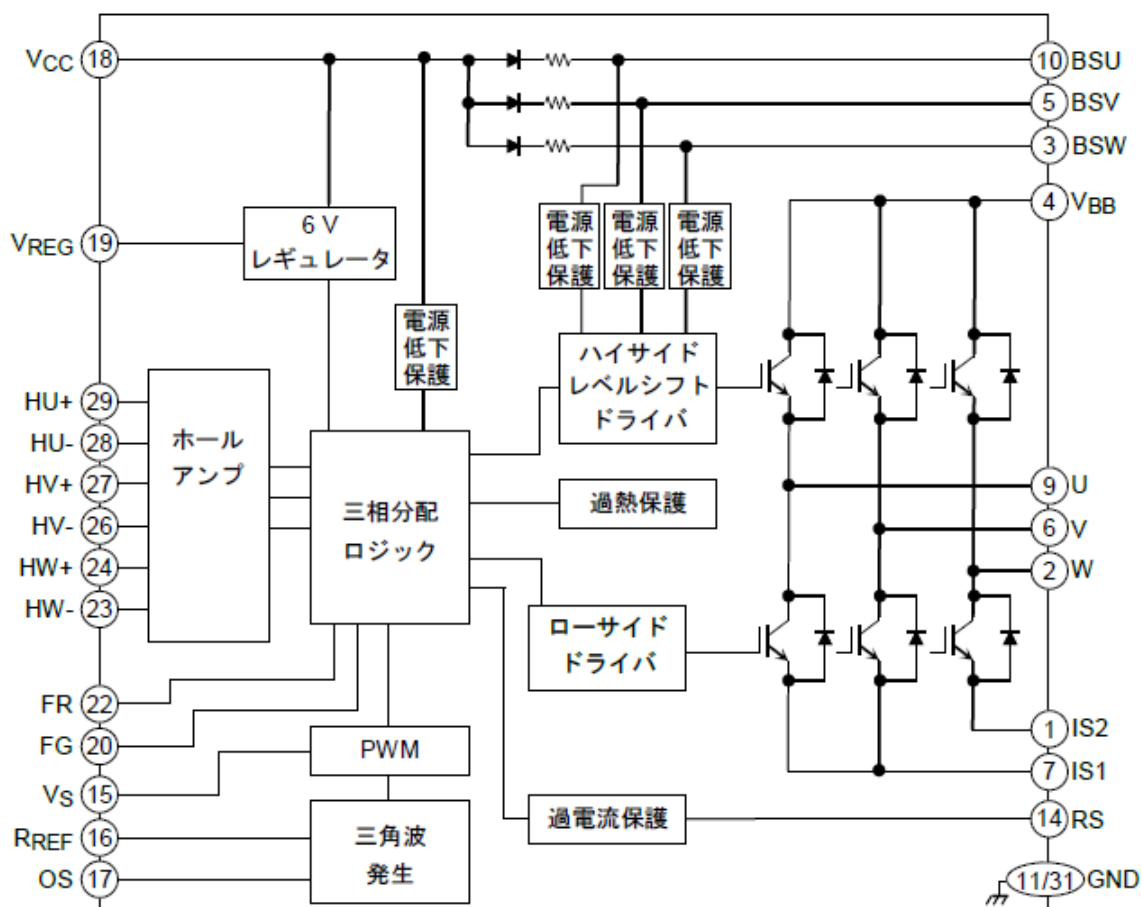 VCC 18
10 BSU
5 BSV
3 BSW
4 VBB
6 V
レギュレータ
VREG 19
電源
低下
保護
電源
低下
保護
電源
低下
保護
電源
低下
保護
ハイサイド
レベルシフト
ドライバ
HU+ 29
HU- 28
HV+ 27
HV- 26
HW+ 24
HW- 23
ホール
アンプ
三相分配
ロジック
過熱保護
9 U
6 V
2 W
ローサイド
ドライバ
FR 22
FG 20
VS 15
RREF 16
OS 17
PWM
三角波
発生
過電流保護
1 IS2
7 IS1
14 RS
11/31 GND